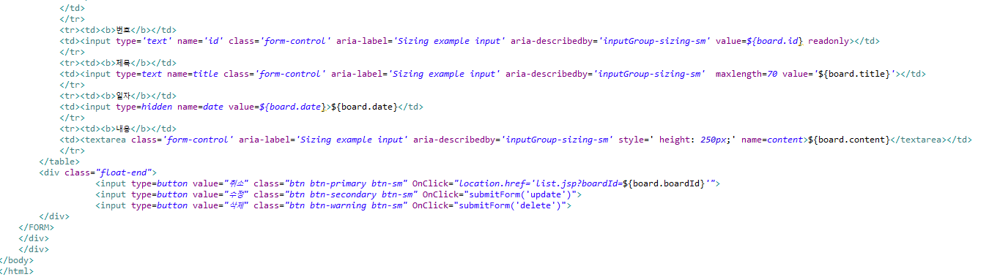 </td>
</tr>
<tr><td><b>번호</b></td>
<td><input type='text' name='id' class='form-control' aria-label='Sizing example input' aria-describedby='inputGroup-sizing-sm' value=${board.id} readonly></td>
</tr>
<tr><td><b>제목</b></td>
<td><input type=text name=title class='form-control' aria-label='Sizing example input' aria-describedby='inputGroup-sizing-sm'  maxlength=70 value='${board.title}'></td>
</tr>
<tr><td><b>일자</b></td>
<td><input type=hidden name=date value=${board.date}>${board.date}</td>
</tr>
<tr><td><b>내용</b></td>
<td><textarea class='form-control' aria-label='Sizing example input' aria-describedby='inputGroup-sizing-sm' style=' height: 250px;' name=content>${board.content}</textarea></td>
</tr>
</table>
<div class="float-end">
<input type=button value="취소" class="btn btn-primary btn-sm" OnClick="location.href='list.jsp?boardId=${board.boardId}'">
<input type=button value="수정" class="btn btn-secondary btn-sm" OnClick="submitForm('update')">
<input type=button value="삭제" class="btn btn-warning btn-sm" OnClick="submitForm('delete')">
</div>
</FORM>
</div>
</div>
</body>
</html>